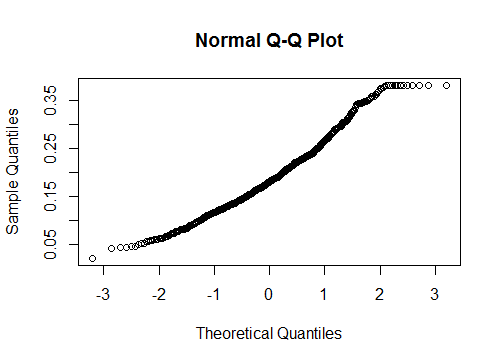 Normal Q-Q Plot
Sample Quantiles
0.35
0.25
0.15
0.05
-3 -2 -1 0 1 2 3
Theoretical Quantiles